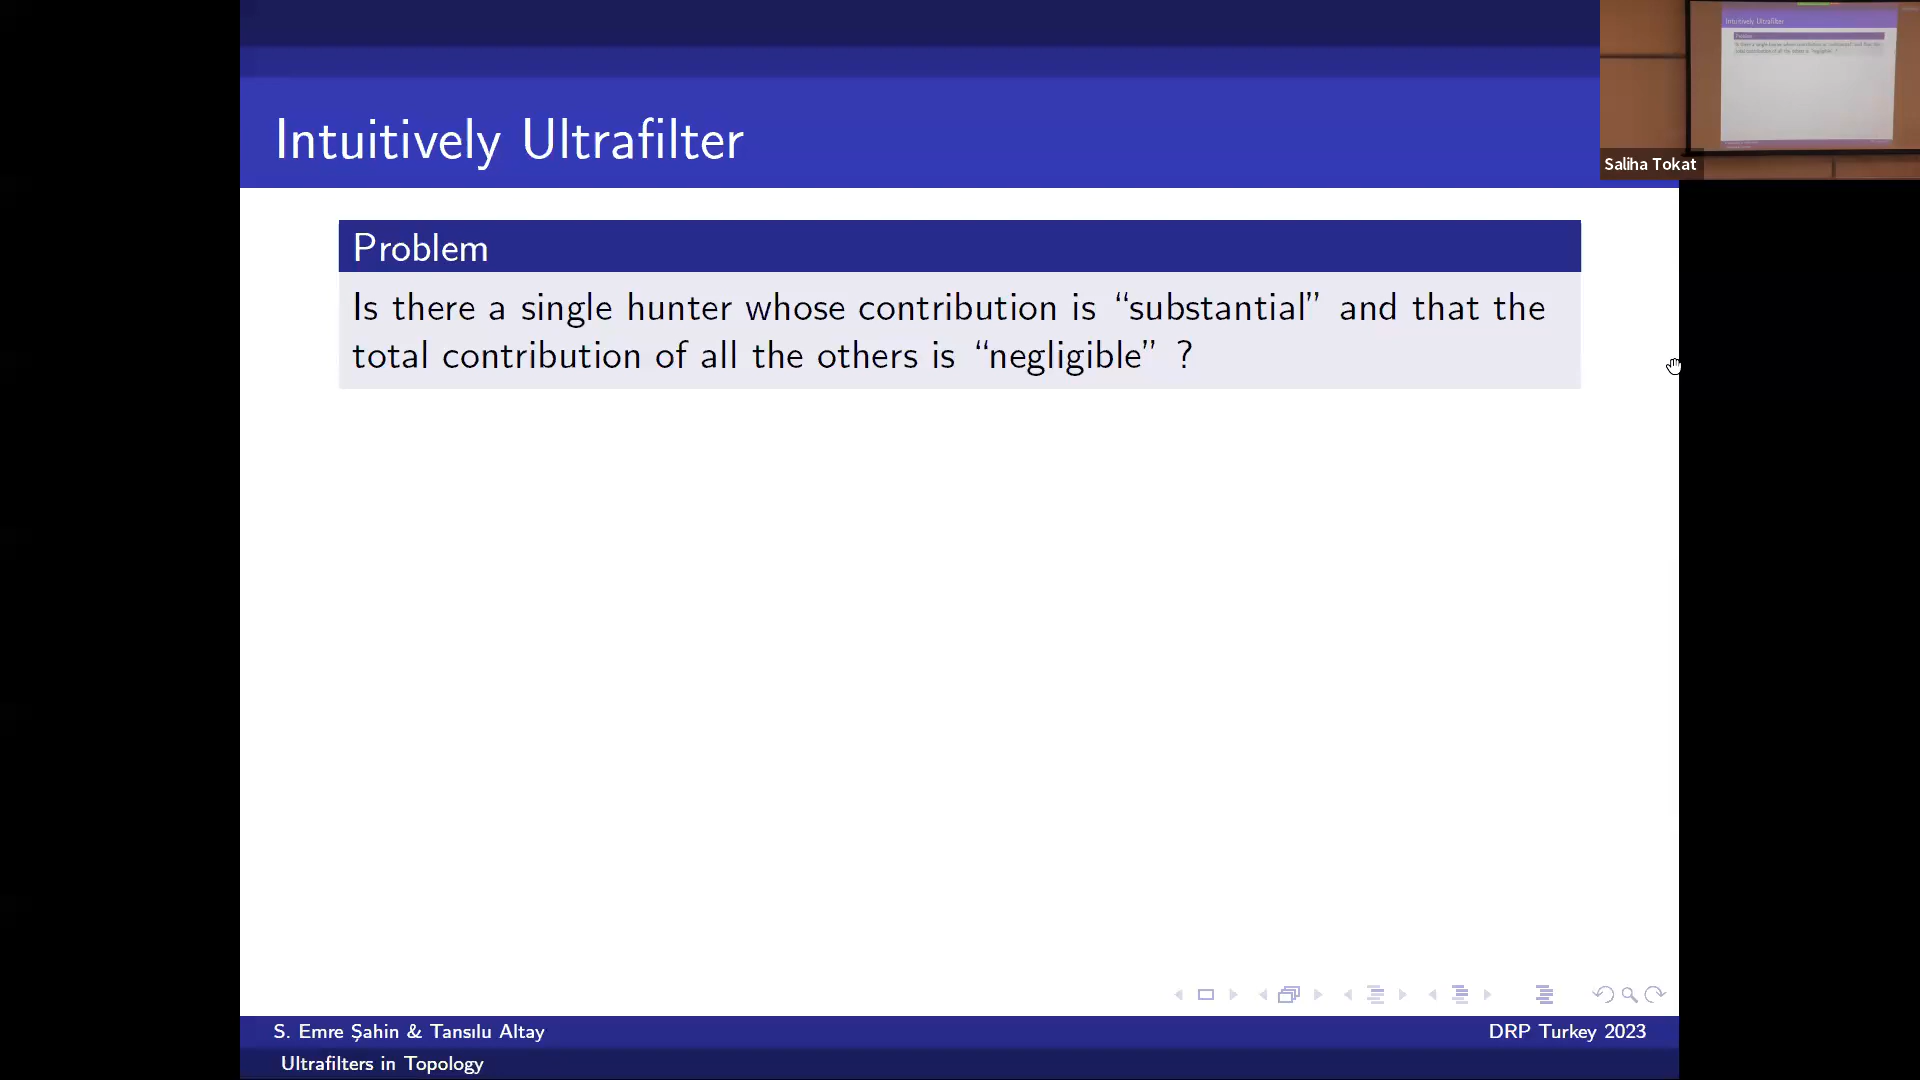 Intuitively Ultrafilter
Problem
Is there a single hunter whose contribution is “substantial” and that the
total contribution of all the others is “negligible” ?
Saliha Tokat
S. Emre Şahin & Tansılu Altay
DRP Turkey 2023
Ultrafilters in Topology